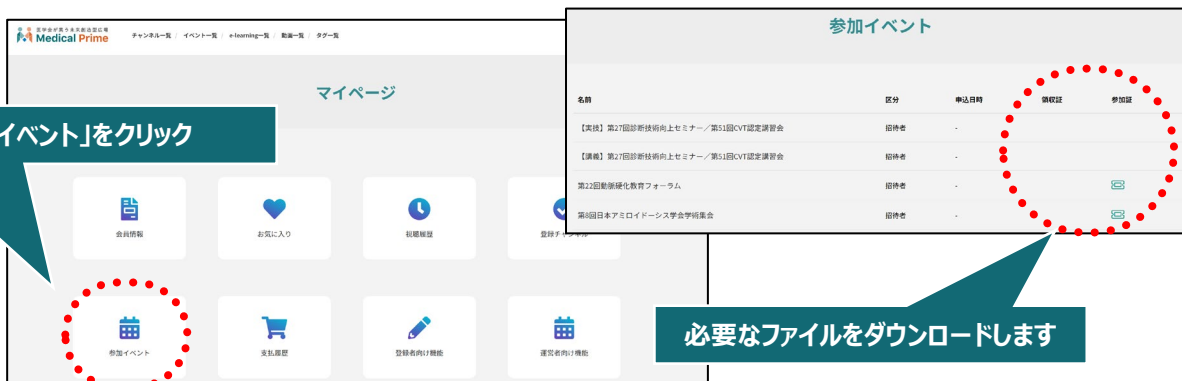 医学会が集う未来創造型広場
Medical Prime
チャンネル一覧 / イベント一覧 / e-learning一覧 / 動画一覧 / タグ一覧
マイページ
イベント」をクリック
会員情報
お気に入り
視聴履歴
登録チャンネル
参加イベント
支払履歴
登録者向け機能
運営者向け機能
参加イベント
名前 区分 申込日時 領収証 参加証
【実技】第27回診断技術向上セミナー／第51回CVT認定講習会 招待者 -
【講義】第27回診断技術向上セミナー／第51回CVT認定講習会 招待者 -
第22回動脈硬化教育フォーラム 招待者 -
第8回日本アミロイドーシス学会学術集会 招待者 -
必要なファイルをダウンロードします